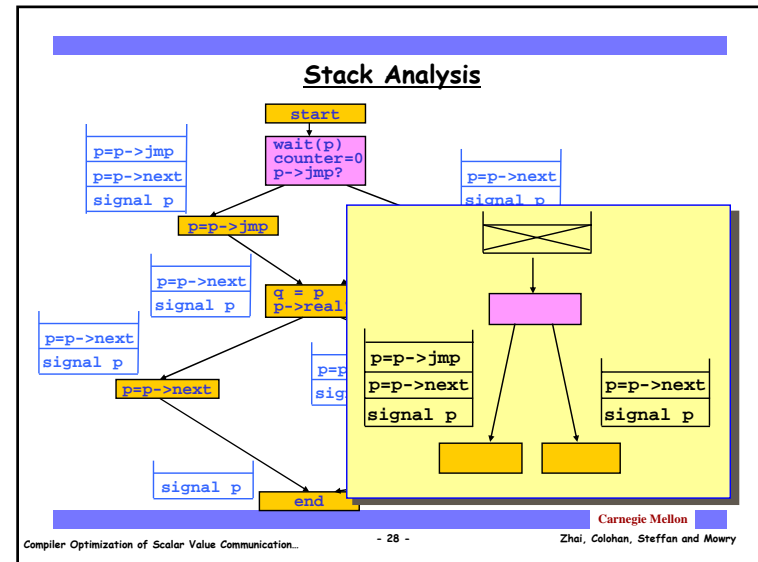 Stack Analysis
start
wait(p)
counter=0
p->jmp?
p=p->jmp
p=p->next
signal p
p=p->next
signal p
p=p->jmp
p=p->next
signal p
q = p
p->real
p=p->next
signal p
p=p->next
signal p
end
p=p->jmp
p=p->next
signal p
p=p->next
signal p
Carnegie Mellon
Compiler Optimization of Scalar Value Communication…
- 28 -
Zhai, Colohan, Steffan and Mowry